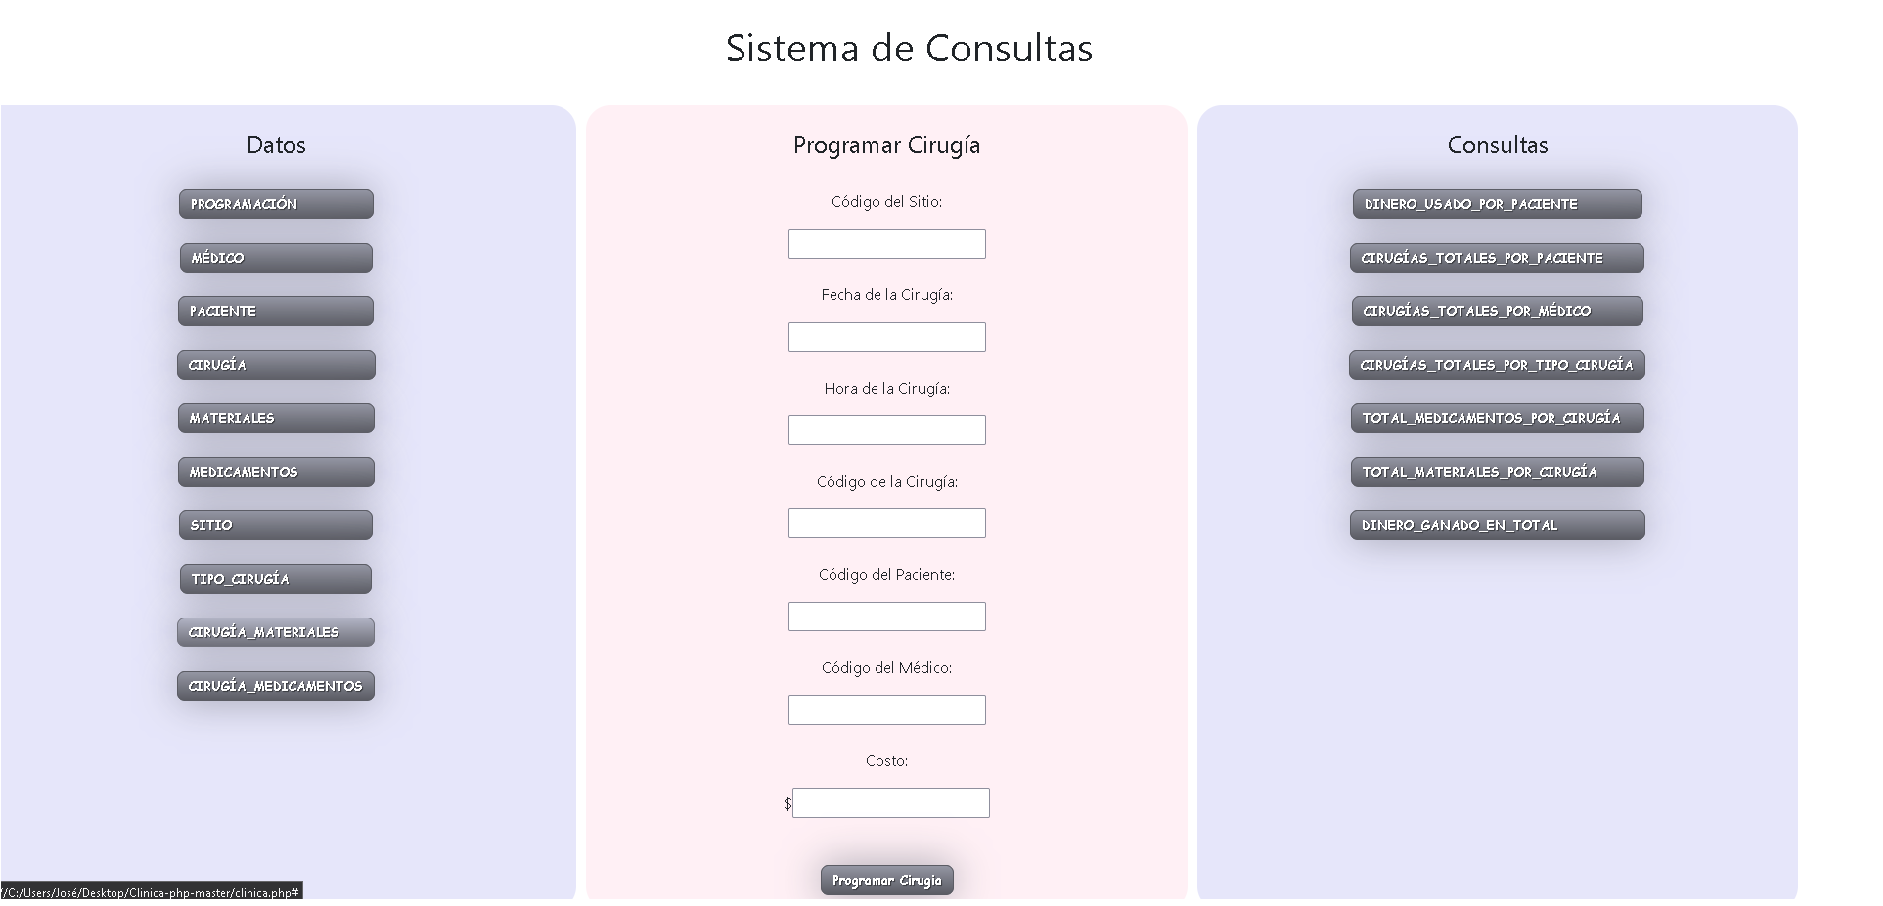 Sistema de Consultas
Datos
PROGRAMACIÓN
MÉDICO
PACIENTE
CIRUGÍA
MATERIALES
MEDICAMENTOS
SITIO
TIPO_CIRUGÍA
CIRUGÍA_MATERIALES
CIRUGÍA_MEDICAMENTOS
Programar Cirugía
Código del Sitio:
Fecha de la Cirugía:
Hora de la Cirugía:
Código de la Cirugía:
Código del Paciente:
Código del Médico:
Costo:
$
Programar Cirugia
Consultas
DINERO_USADO_POR_PACIENTE
CIRUGÍAS_TOTALES_POR_PACIENTE
CIRUGÍAS_TOTALES_POR_MÉDICO
CIRUGÍAS_TOTALES_POR_TIPO_CIRUGÍA
TOTAL_MEDICAMENTOS_POR_CIRUGÍA
TOTAL_MATERIALES_POR_CIRUGÍA
DINERO_GANADO_EN_TOTAL
//C:/Users/José/Desktop/Clinica-php-master/clinica.php#